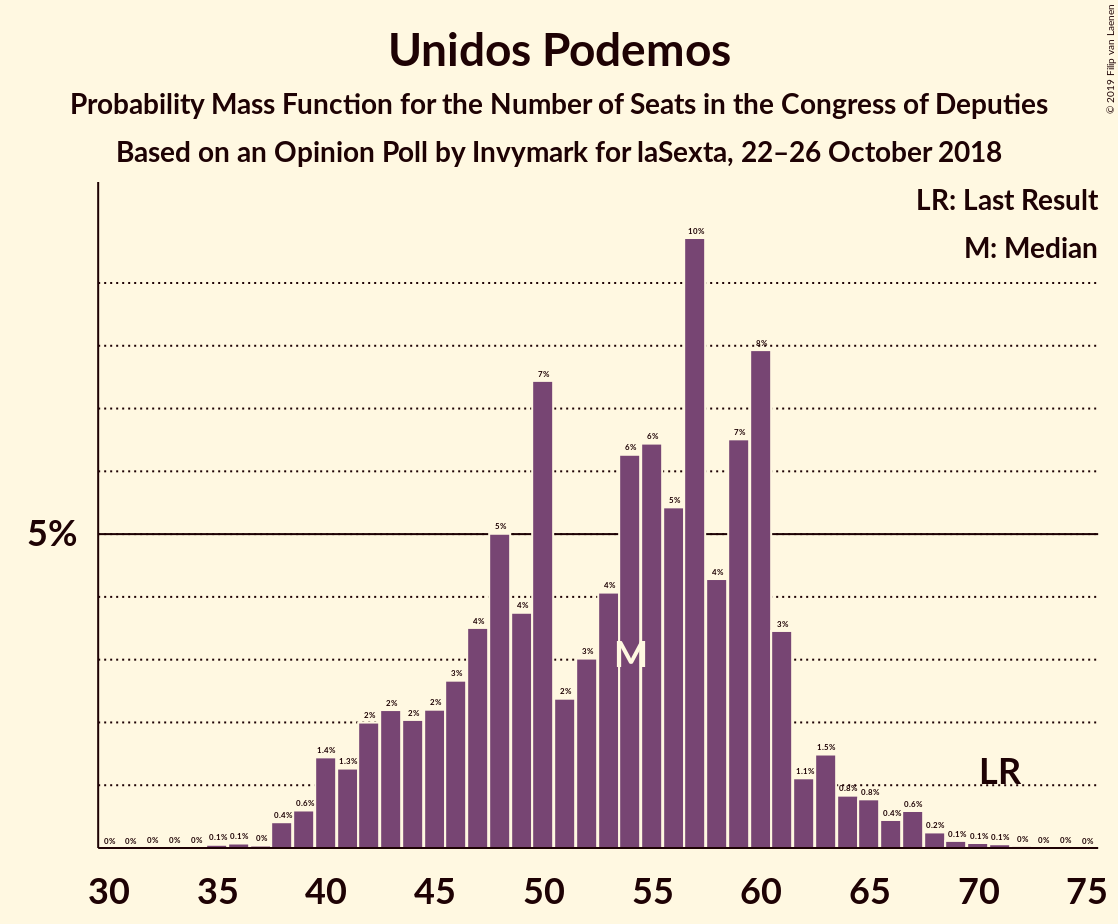 Unidos Podemos
Probability Mass Function for the Number of Seats in the Congress of Deputies
Based on an Opinion Poll by Invymark for laSexta, 22–26 October 2018
© 2019 Filip van Laenen
LR: Last Result
M: Median
5%
0% 0% 0% 0% 0% 0.1% 0.1% 0% 0.4% 0.6% 1.4% 1.3% 2% 2% 2% 2% 3% 4% 5% 4% 7% 2% 3% 4% 6% 6% 5% 10% 4% 7% 8% 3% 1.1% 1.5% 0.8% 0.8% 0.4% 0.6% 0.2% 0.1% 0.1% 0.1% 0% 0% 0% 0%
M
LR
30 35 40 45 50 55 60 65 70 75